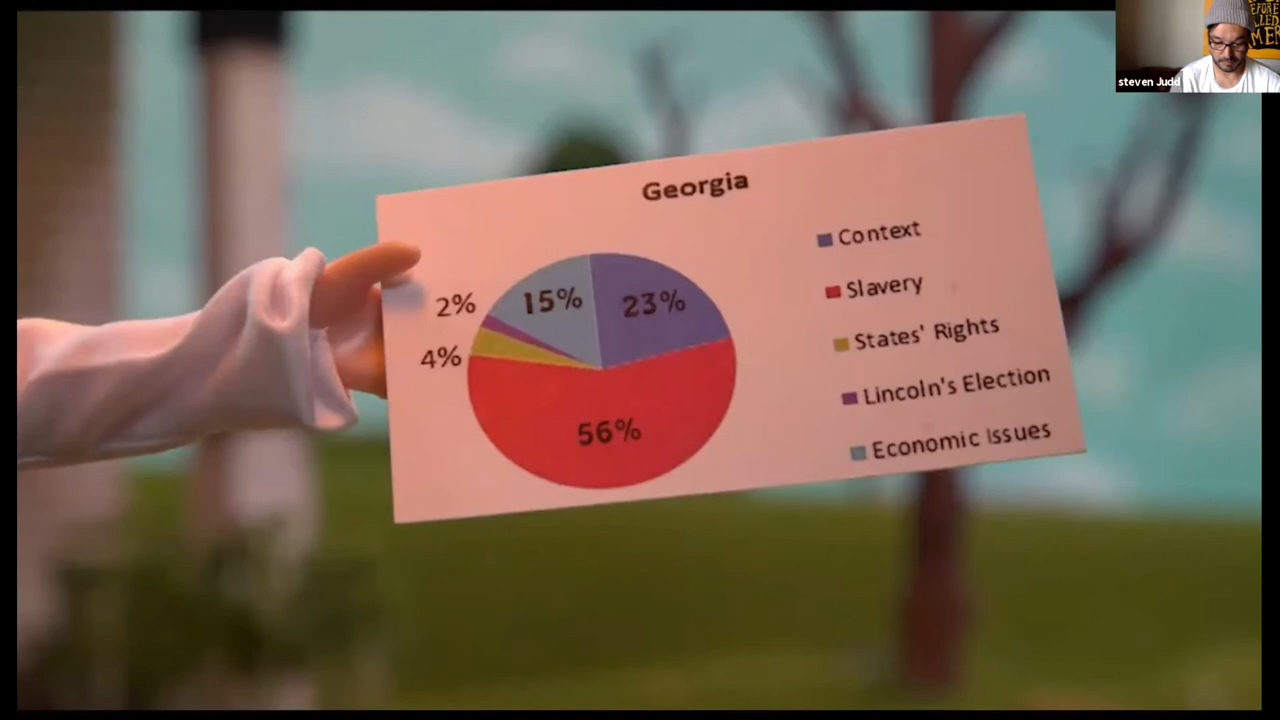 steven Judd
Georgia
Context
Slavery
States' Rights
Lincoln's Election
Economic Issues
2%
15%
23%
4%
56%